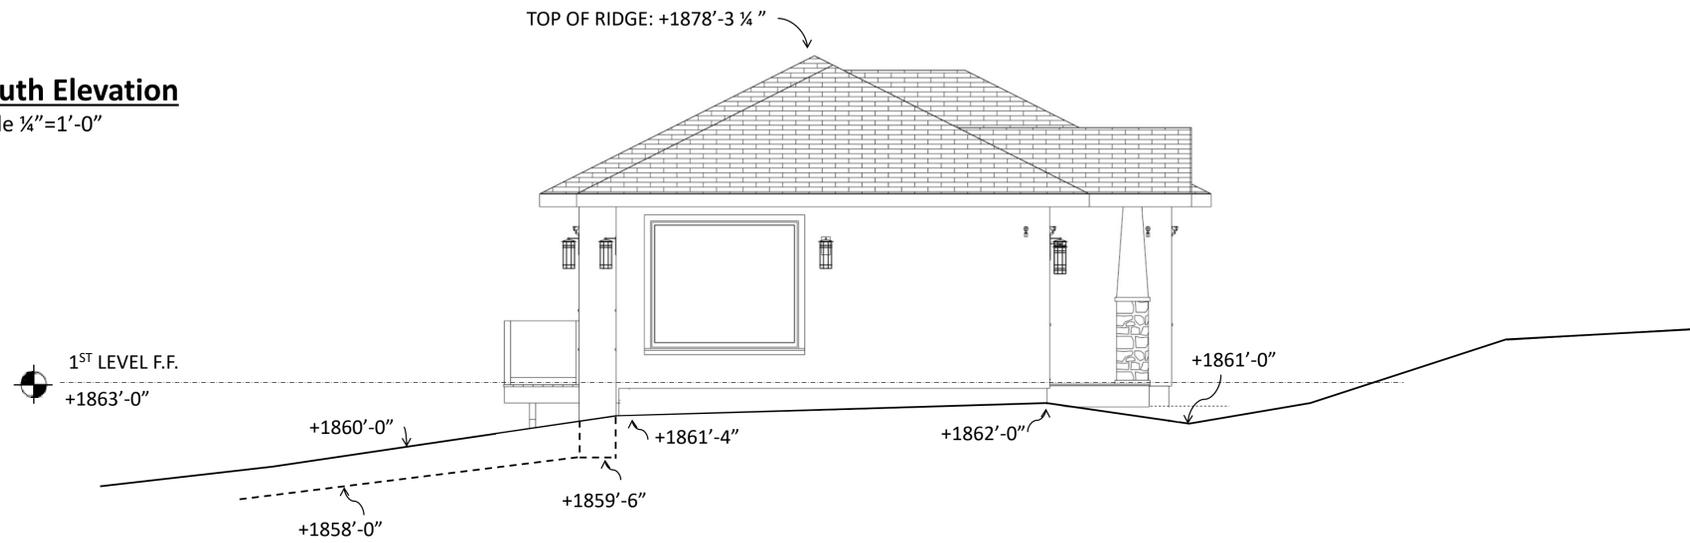 TOP OF RIDGE: +1878’-3 ¼ ”
uth Elevation
le ¼”=1’-0”
1ST LEVEL F.F.
+1863’-0”
+1861’-0”
+1860’-0”
+1861’-4”
+1862’-0”
+1859’-6”
+1858’-0”